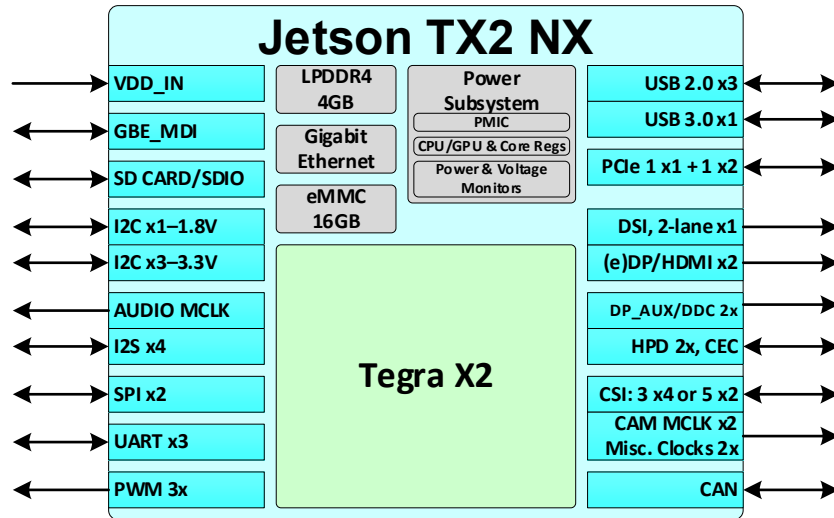 Jetson TX2 NX
VDD_IN
GBE_MDI
SD CARD/SDIO
I2C x1–1.8V
I2C x3–3.3V
AUDIO MCLK
I2S x4
SPI x2
UART x3
PWM 3x
LPDDR4
4GB
Gigabit
Ethernet
eMMC
16GB
Power
Subsystem
PMIC
CPU/GPU & Core Regs
Power & Voltage
Monitors
Tegra X2
USB 2.0 x3
USB 3.0 x1
PCIe 1 x1 + 1 x2
DSI, 2-lane x1
(e)DP/HDMI x2
DP_AUX/DDC 2x
HPD 2x, CEC
CSI: 3 x4 or 5 x2
CAM MCLK x2
Misc. Clocks 2x
CAN